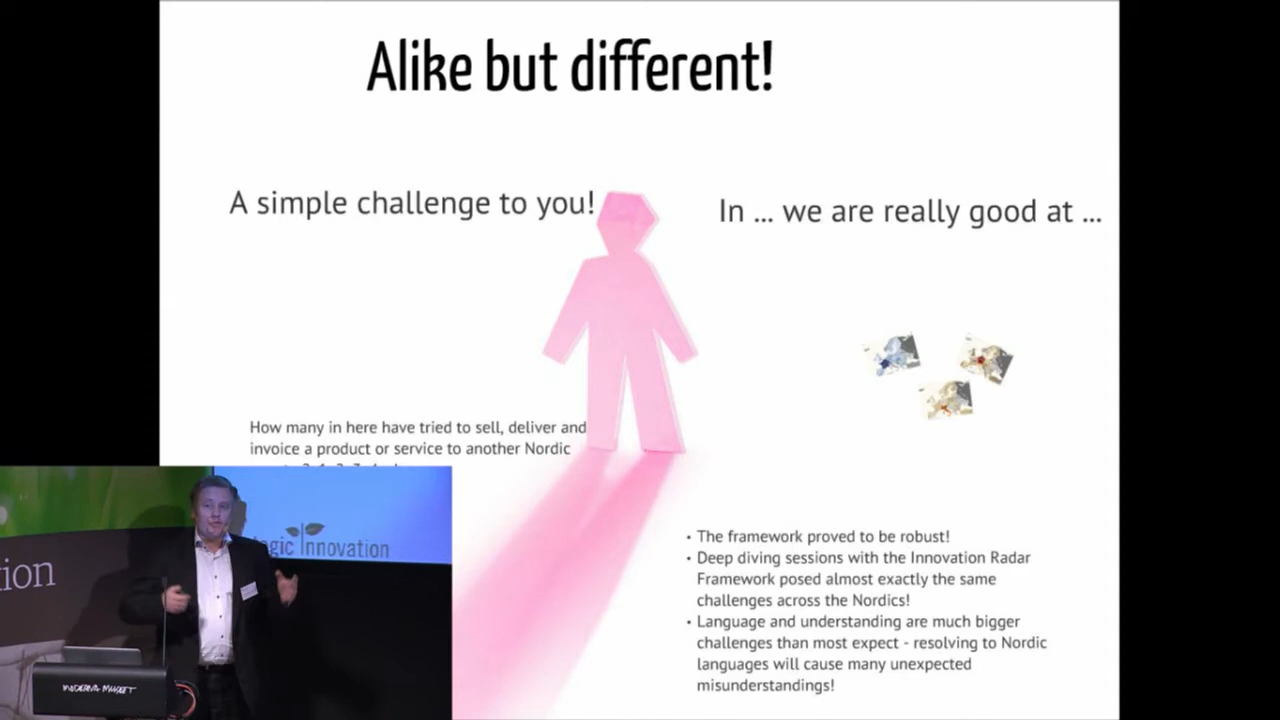 Alike but different!
A simple challenge to you!
In ... we are really good at ...
How many in here have tried to sell, deliver and
invoice a product or service to another Nordic
• The framework proved to be robust!
• Deep diving sessions with the Innovation Radar
Framework posed almost exactly the same
challenges across the Nordics!
• Language and understanding are much bigger
challenges than most expect - resolving to Nordic
languages will cause many unexpected
misunderstandings!
Innovation
MODERNA MUSEET